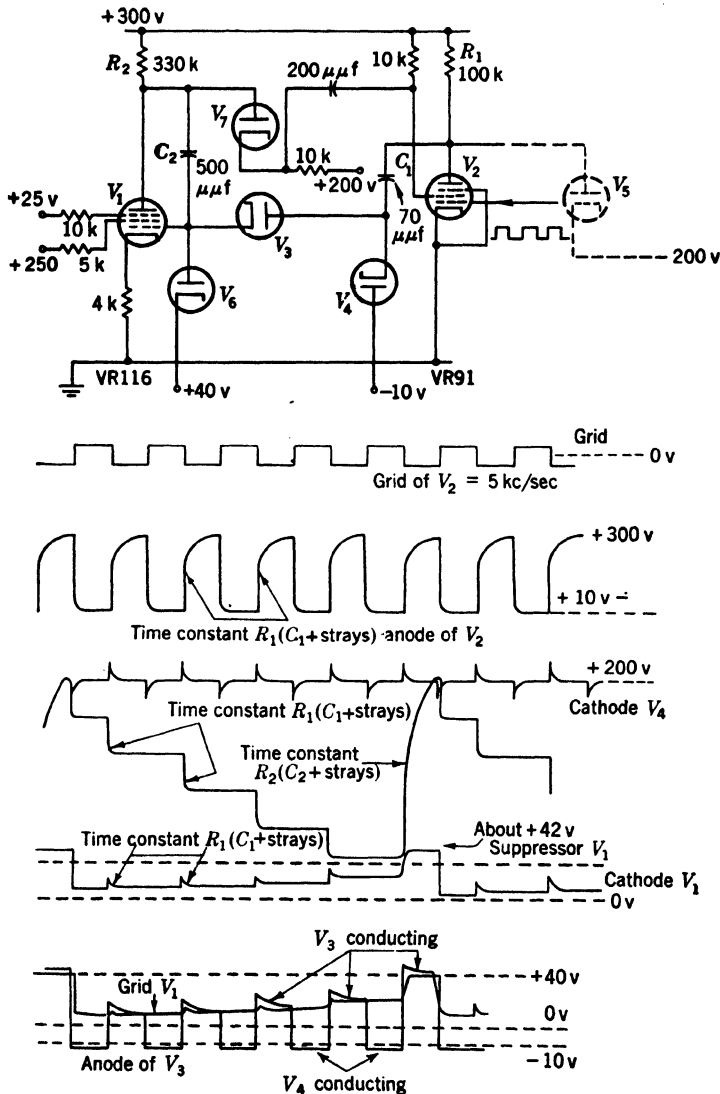 +300 v
R₂ 330 k
200 μμf
10 k
R₁
100 k
V₇
C₂
500
μμf
10 k
+200 v
C₁
V₂
V₅
+25 v
V₁
10 k
+250
5 k
V₃
70
μμf
200 v
4 k
V₆
V₄
VR116
+40 v
−10 v
VR91
Grid
0 v
Grid of V₂ = 5 kc/sec
+300 v
+10 v –
Time constant R₁(C₁+strays) anode of V₂
+200 v
Time constant R₁(C₁+strays)
Cathode V₄
Time constant
R₂(C₂+strays)
Time constant R₁(C₁+strays)
About +42 v
Suppressor V₁
Cathode V₁
0 v
V₃ conducting
+40 v
Grid V₁
0 v
Anode of V₃
−10 v
V₄ conducting